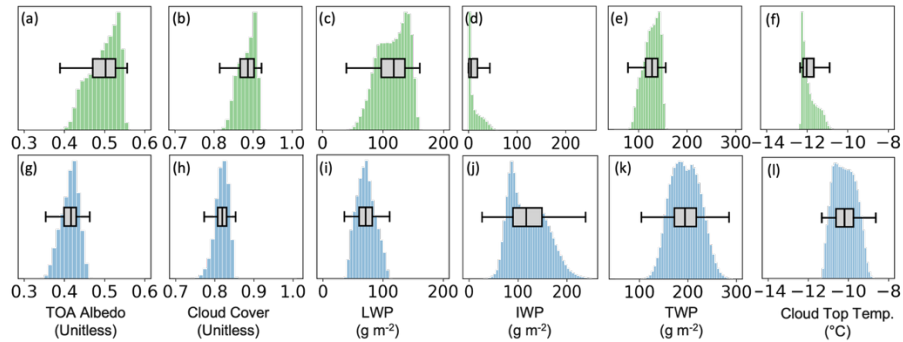 (a) (b) (c) (d) (e) (f)
0.3 0.4 0.5 0.6 0.7 0.8 0.9 1.0 0 100 200 0 100 200 100 200 300 −14 −12 −10 −8
(g) (h) (i) (j) (k) (l)
0.3 0.4 0.5 0.6 0.7 0.8 0.9 1.0 0 100 200 0 100 200 100 200 300 −14 −12 −10 −8
TOA Albedo Cloud Cover LWP IWP TWP Cloud Top Temp.
(Unitless) (Unitless) (g m⁻²) (g m⁻²) (g m⁻²) (°C)